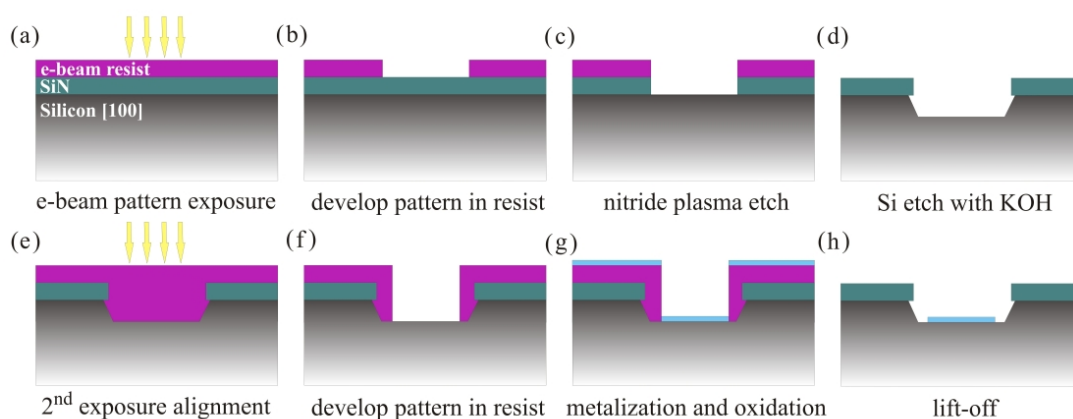 (a)
(b)
(c)
(d)
e-beam resist
SiN
Silicon [100]
e-beam pattern exposure
develop pattern in resist
nitride plasma etch
Si etch with KOH
(e)
(f)
(g)
(h)
2nd exposure alignment
develop pattern in resist
metalization and oxidation
lift-off